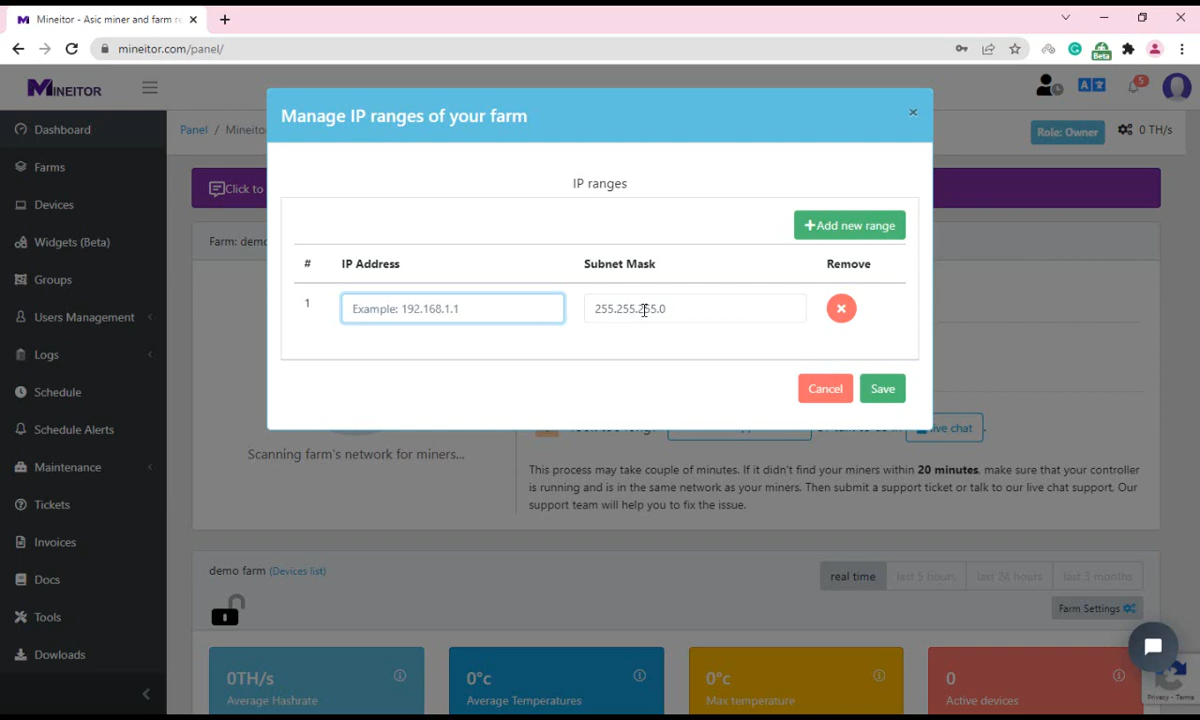 Mineitor - Asic miner and farm re
mineitor.com/panel/
Beta
MINEITOR
5
Dashboard
Farms
Devices
Widgets (Beta)
Groups
Users Management
Logs
Schedule
Schedule Alerts
Maintenance
Tickets
Invoices
Docs
Tools
Dowloads
Panel / Mineito
Role: Owner
0 TH/s
Click to
Farm: demo
Manage IP ranges of your farm
×
IP ranges
+Add new range
# IP Address Subnet Mask Remove
1 Example: 192.168.1.1 255.255.255.0
Cancel Save
live chat
Scanning farm's network for miners...
This process may take couple of minutes. If it didn't find your miners within 20 minutes, make sure that your controller
is running and is in the same network as your miners. Then submit a support ticket or talk to our live chat support, Our
support team will help you to fix the issue.
demo farm (Devices list)
real time last 5 hours last 24 hours last 3 months
Farm Settings
0TH/s
Average Hashrate
0°c
Average Temperatures
0°c
Max temperature
0
Active devices
Privacy - Terms